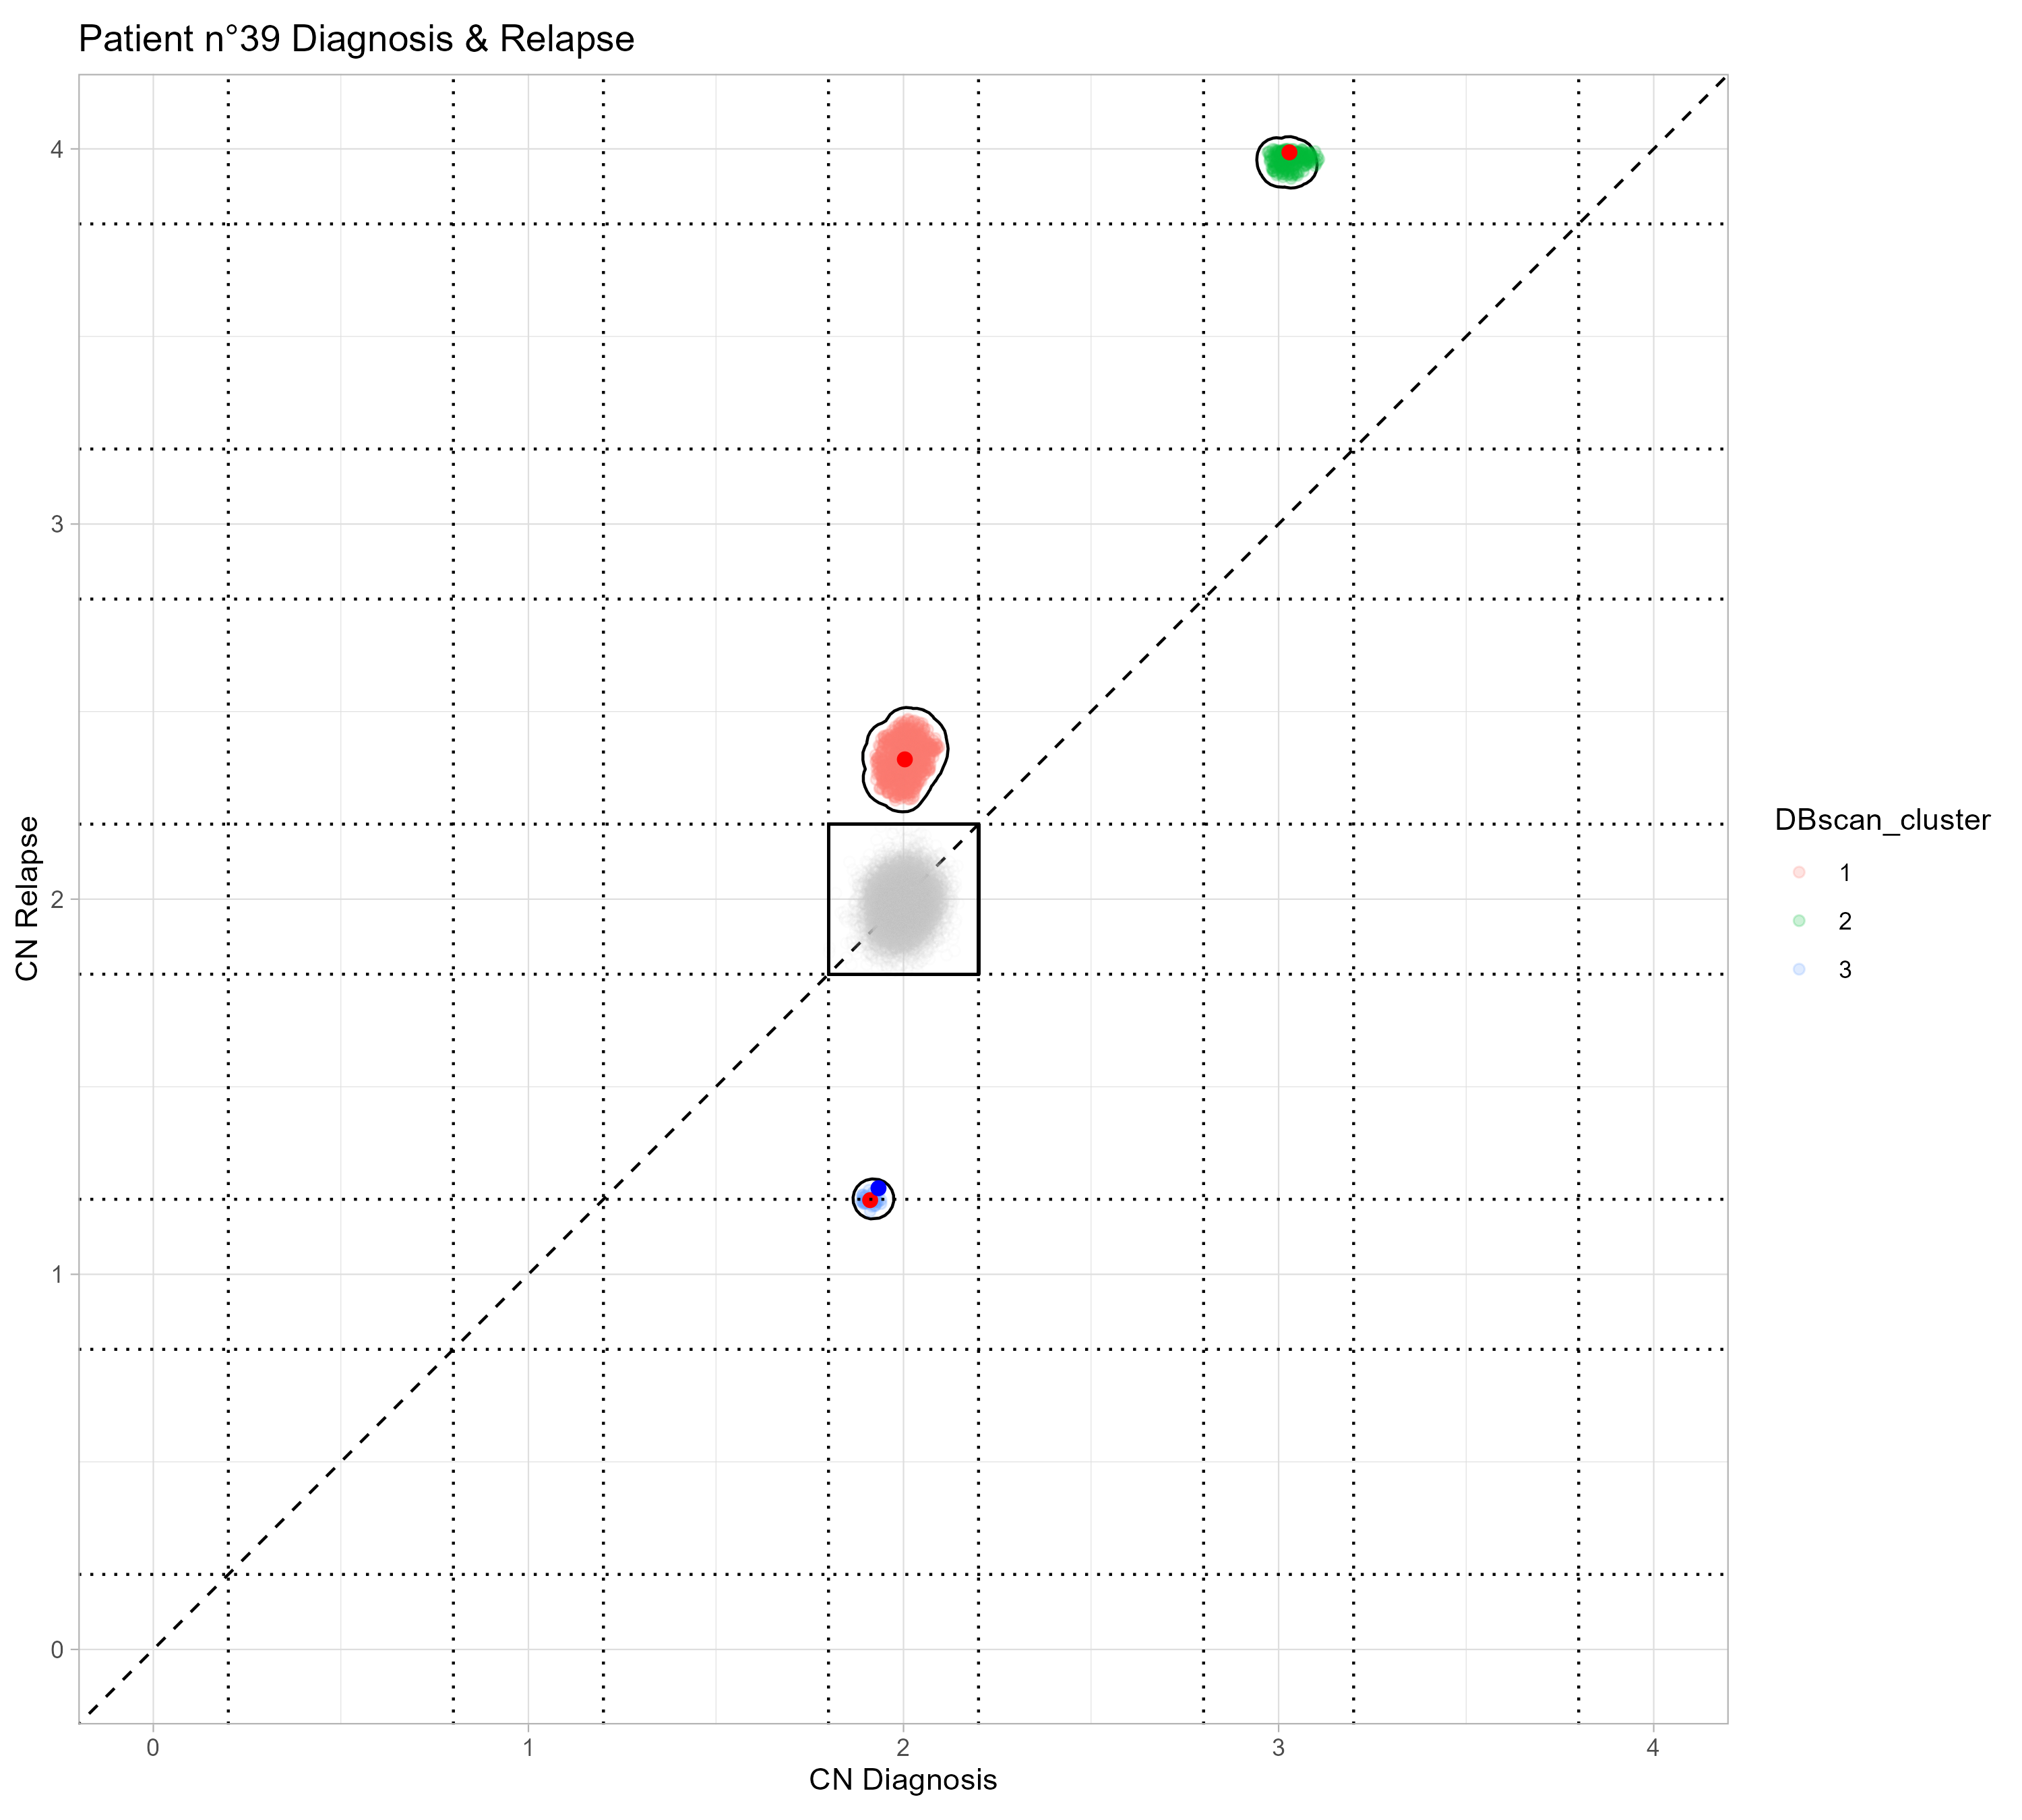 Patient n°39 Diagnosis & Relapse
4
3
2
1
0
CN Relapse
0 1 2 3 4
CN Diagnosis
DBscan_cluster
1
2
3